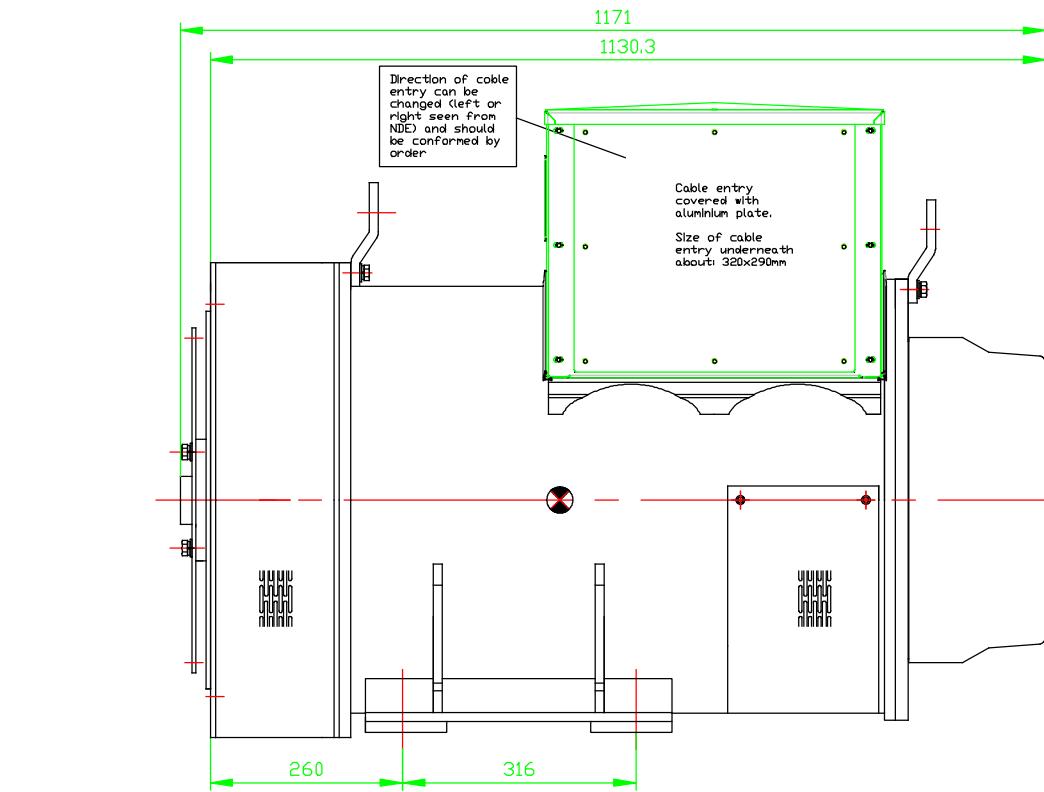 1171
1130.3
Direction of cable
entry can be
changed (left or
right seen from
NDE) and should
be conformed by
order
Cable entry
covered with
aluminium plate.
Size of cable
entry underneath
about: 320x290mm
260
316